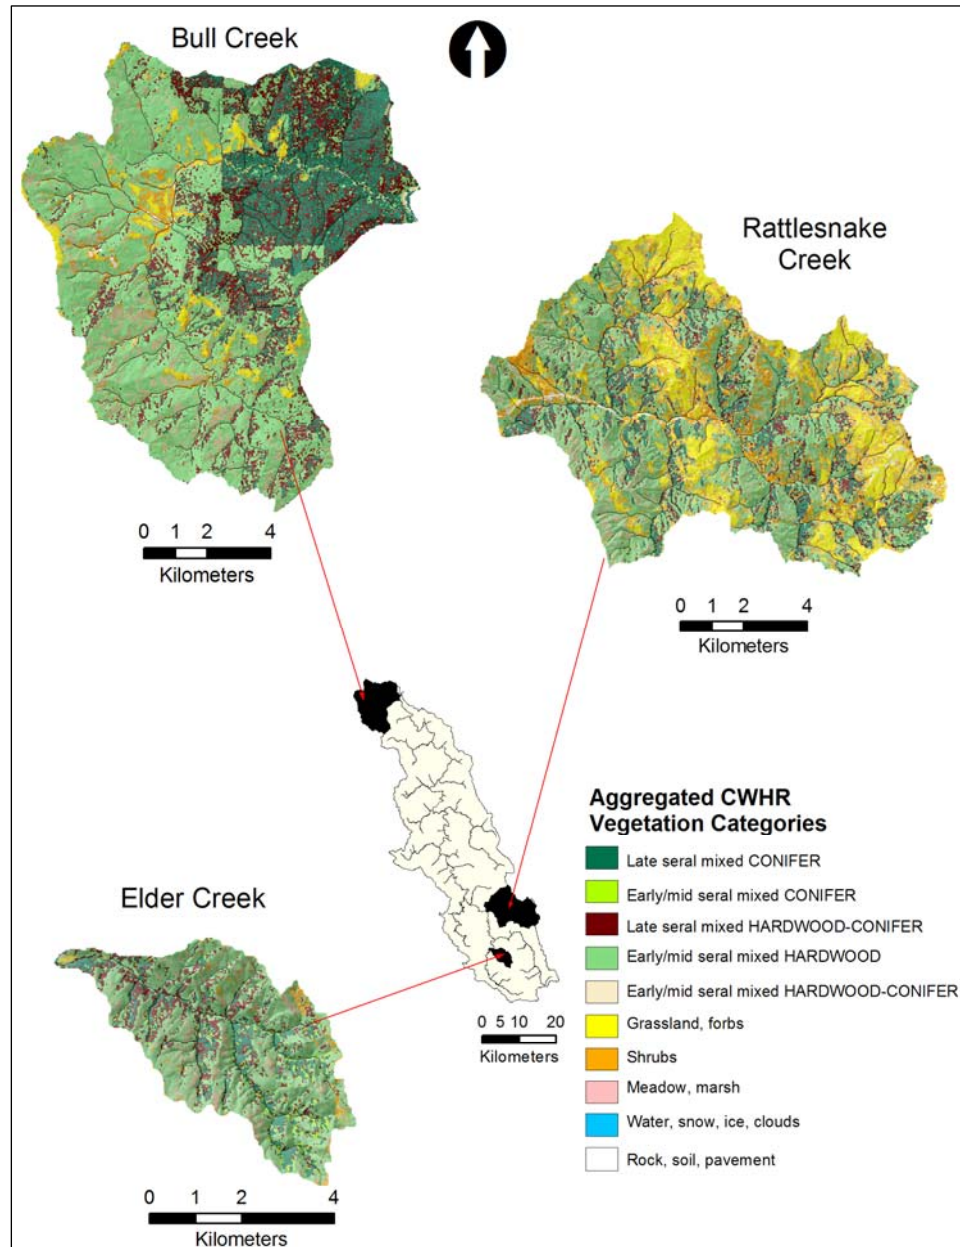 Bull Creek
Rattlesnake
Creek
0 1 2 4
Kilometers
0 1 2 4
Kilometers
Elder Creek
0 1 2 4
Kilometers
0 5 10 20
Kilometers
Aggregated CWHR
Vegetation Categories
Late seral mixed CONIFER
Early/mid seral mixed CONIFER
Late seral mixed HARDWOOD-CONIFER
Early/mid seral mixed HARDWOOD
Early/mid seral mixed HARDWOOD-CONIFER
Grassland, forbs
Shrubs
Meadow, marsh
Water, snow, ice, clouds
Rock, soil, pavement